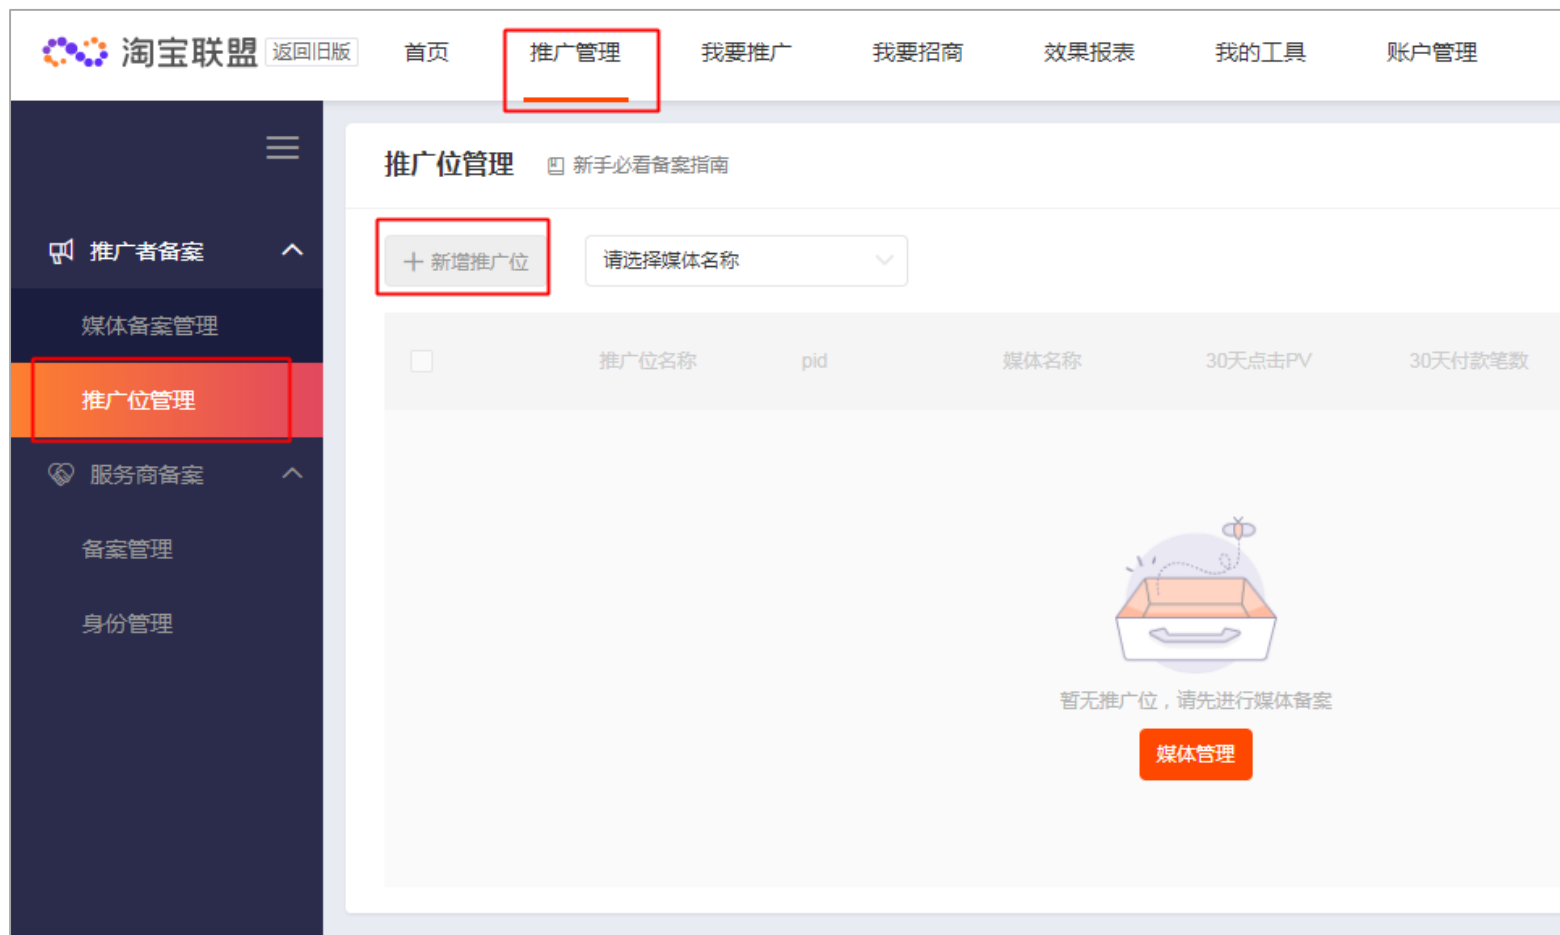 淘宝联盟 返回旧版 首页 推广管理 我要推广 我要招商 效果报表 我的工具 账户管理
推广位管理 新手必看备案指南
推广者备案
新增推广位 请选择媒体名称
媒体备案管理
推广位名称 pid 媒体名称 30天点击PV 30天付款笔数
推广位管理
服务商备案
备案管理
身份管理
暂无推广位，请先进行媒体备案
媒体管理